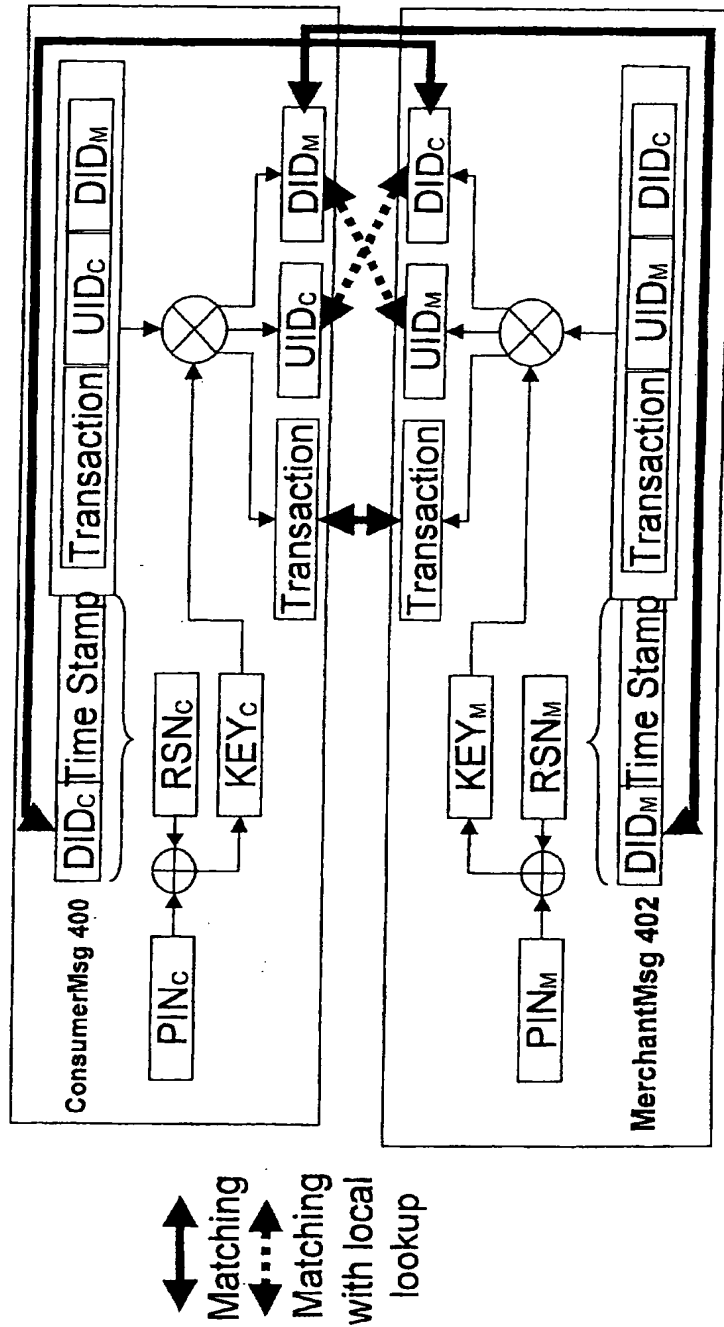 ConsumerMsg 400
DIDC Time Stamp Transaction UIDC DIDM
PINC
RSNC
KEYC
Transaction UIDC DIDM
Transaction UIDM DIDC
KEYM
RSNM
PINM
MerchantMsg 402
DIDM Time Stamp Transaction UIDM DIDC
Matching
Matching
with local
lookup